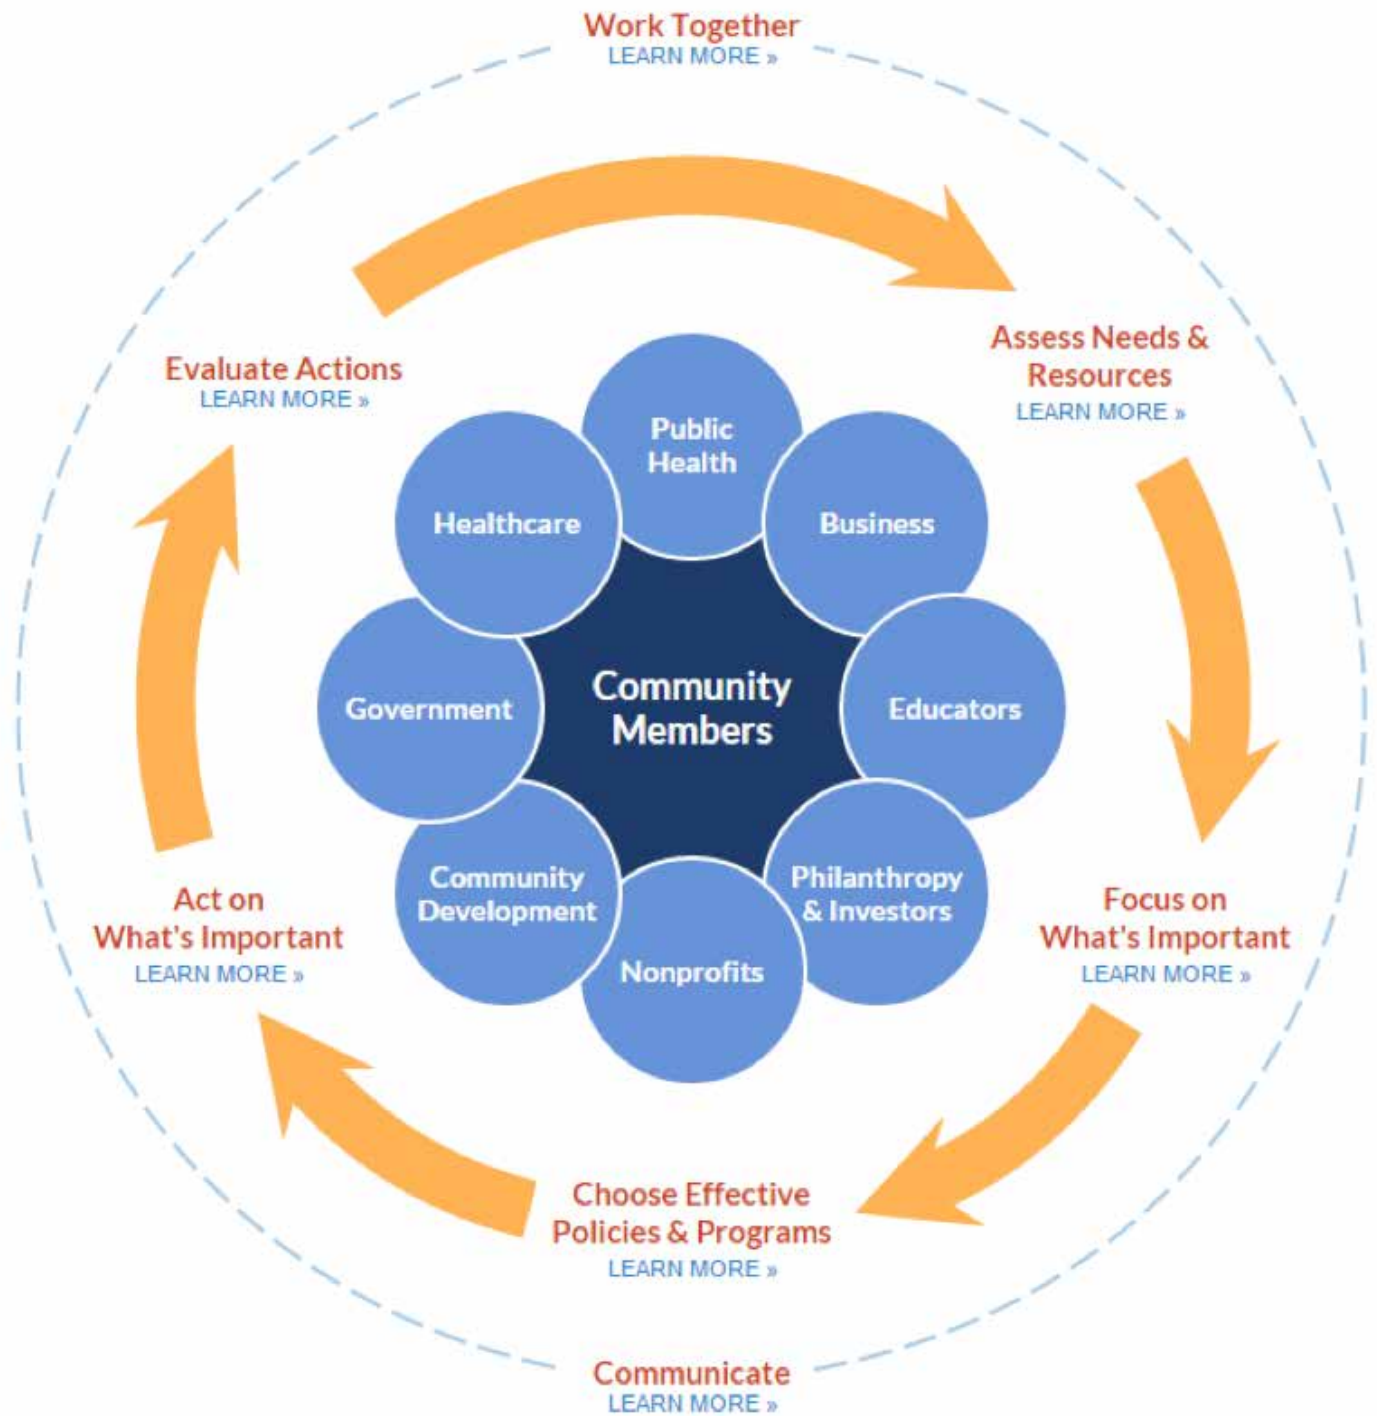 Work Together
LEARN MORE »
Assess Needs &
Resources
LEARN MORE »
Evaluate Actions
LEARN MORE »
Public
Health
Healthcare
Business
Government
Community
Members
Educators
Community
Development
Philanthropy
& Investors
Nonprofits
Act on
What's Important
LEARN MORE »
Focus on
What's Important
LEARN MORE »
Choose Effective
Policies & Programs
LEARN MORE »
Communicate
LEARN MORE »